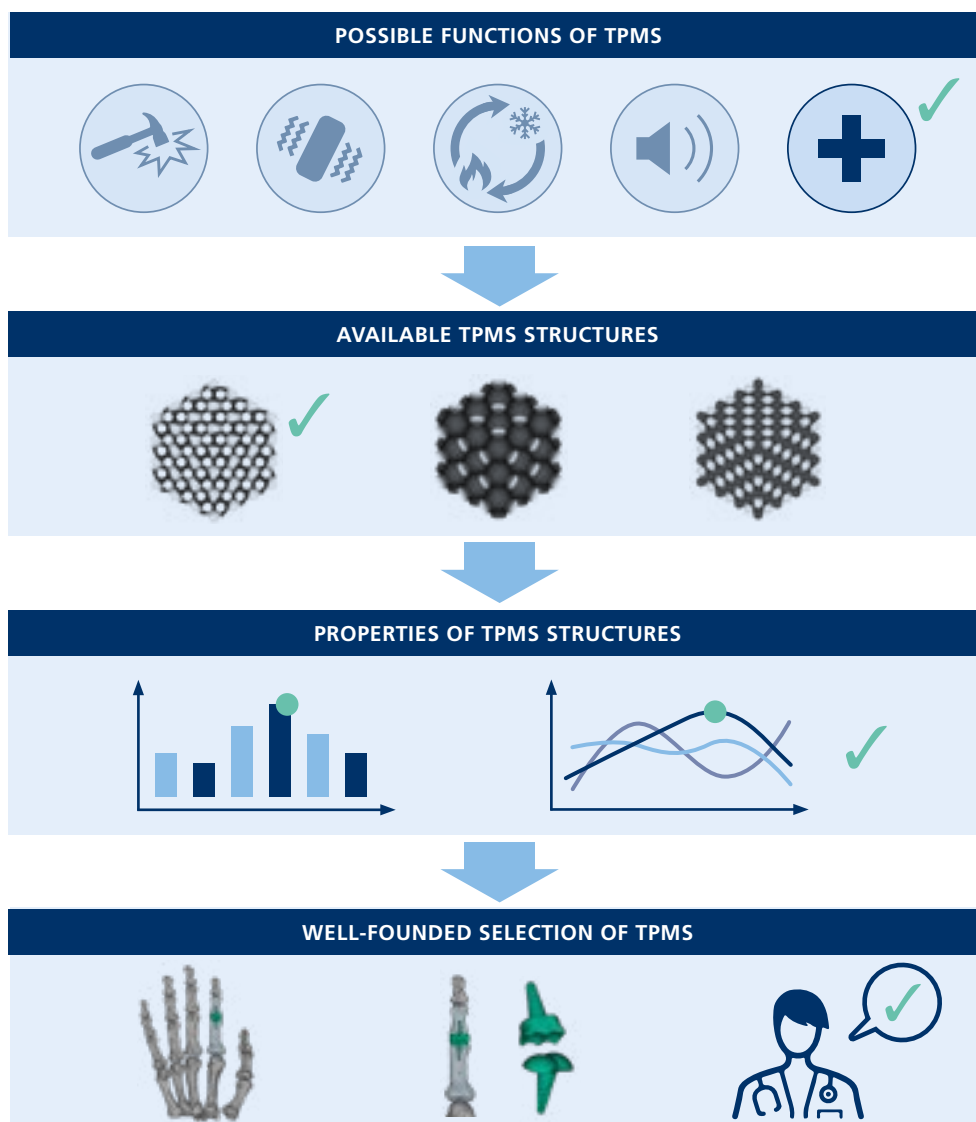 POSSIBLE FUNCTIONS OF TPMS
AVAILABLE TPMS STRUCTURES
PROPERTIES OF TPMS STRUCTURES
WELL-FOUNDED SELECTION OF TPMS